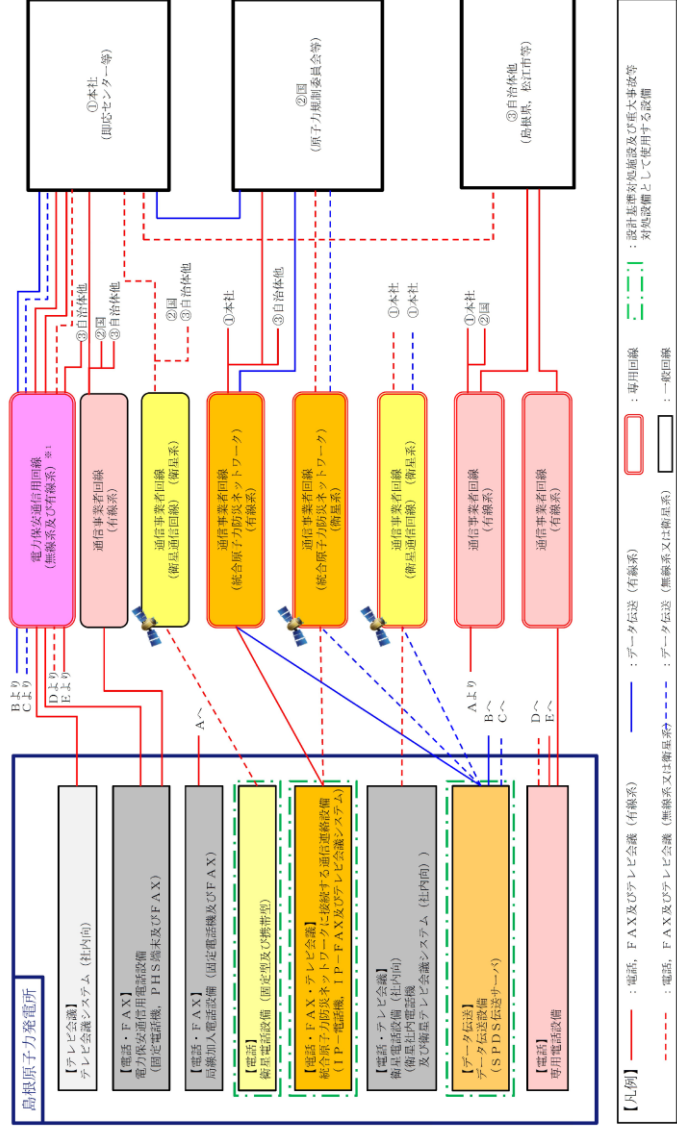 島根原子力発電所
【テレビ会議】
テレビ会議システム（社内向）
【電話・FAX】
電力保安通信用電話設備
（固定電話機，PHS端末及びFAX）
【電話・FAX】
局線加入電話設備（固定電話機及びFAX）
【電話】
衛星電話設備（固定型及び携帯型）
【電話・FAX・テレビ会議】
統合原子力防災ネットワークに接続する通信連絡設備
（IP－電話機，IP－FAX及びテレビ会議システム）
【電話・テレビ会議】
衛星電話設備（社内向）
（衛星社内電話機
及び衛星テレビ会議システム（社内向））
【データ伝送】
データ伝送設備
（SPDS伝送サーバ）
【電話】
専用電話設備
Bより
Cより
Dより
Eより
Aへ
Aより
Bへ
Cへ
Dへ
Eへ
電力保安通信用回線
（無線系及び有線系）※1
通信事業者回線
（有線系）
通信事業者回線
（衛星通信回線）（衛星系）
通信事業者回線
（統合原子力防災ネットワーク）
（有線系）
通信事業者回線
（統合原子力防災ネットワーク）
（衛星系）
通信事業者回線
（衛星通信回線）（衛星系）
通信事業者回線
（有線系）
通信事業者回線
（有線系）
③自治体他
②国
③自治体他
②国
③自治体他
①本社
③自治体他
①本社
①本社
①本社
②国
①本社
（即応センター等）
②国
（原子力規制委員会等）
③自治体他
（島根県，松江市等）
【凡例】
：電話，FAX及びテレビ会議（有線系）
：データ伝送（有線系）
：専用回線
：設計基準対処施設及び重大事故等
対処設備として使用する設備
：電話，FAX及びテレビ会議（無線系又は衛星系）
：データ伝送（無線系又は衛星系）
：一般回線